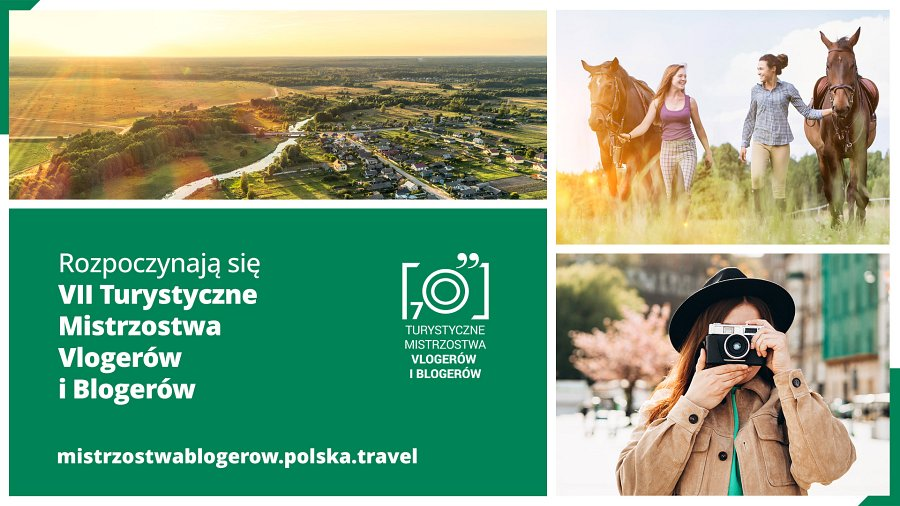 Rozpoczynają się
VII Turystyczne
Mistrzostwa
Vlogerów
i Blogerów
mistrzostwablogerow.polska.travel
7
TURYSTYCZNE
MISTRZOSTWA
VLOGERÓW
I BLOGERÓW